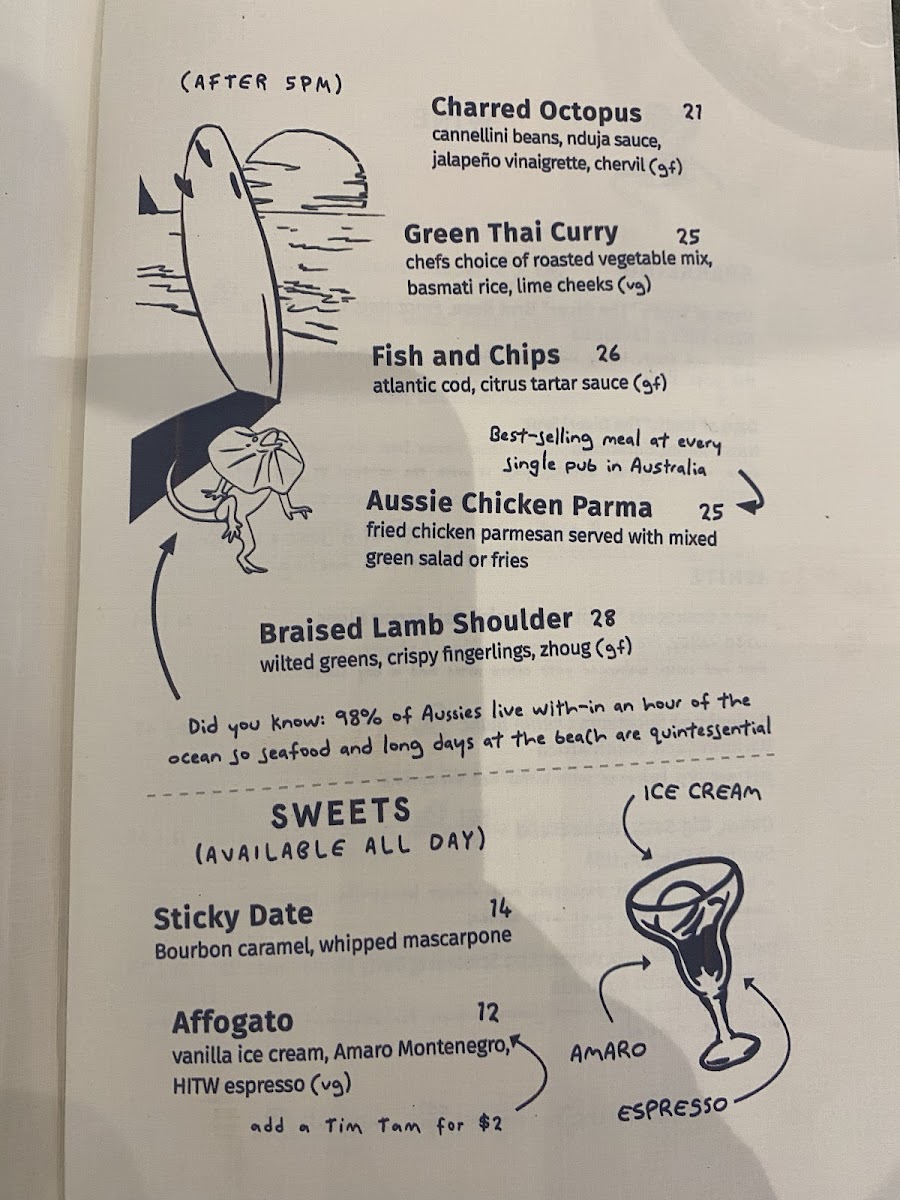 (AFTER 5PM)
Charred Octopus 21
cannellini beans, nduja sauce,
jalapeño vinaigrette, chervil (gf)
Green Thai Curry 25
chefs choice of roasted vegetable mix,
basmati rice, lime cheeks (vg)
Fish and Chips 26
atlantic cod, citrus tartar sauce (gf)
Best-selling meal at every
single pub in Australia
Aussie Chicken Parma 25
fried chicken parmesan served with mixed
green salad or fries
Braised Lamb Shoulder 28
wilted greens, crispy fingerlings, zhoug (gf)
Did you know: 98% of Aussies live with-in an hour of the
ocean so seafood and long days at the beach are quintessential
SWEETS
(AVAILABLE ALL DAY)
ICE CREAM
Sticky Date 14
Bourbon caramel, whipped mascarpone
Affogato 12
vanilla ice cream, Amaro Montenegro,
HITW espresso (vg)
add a Tim Tam for $2
AMARO
ESPRESSO